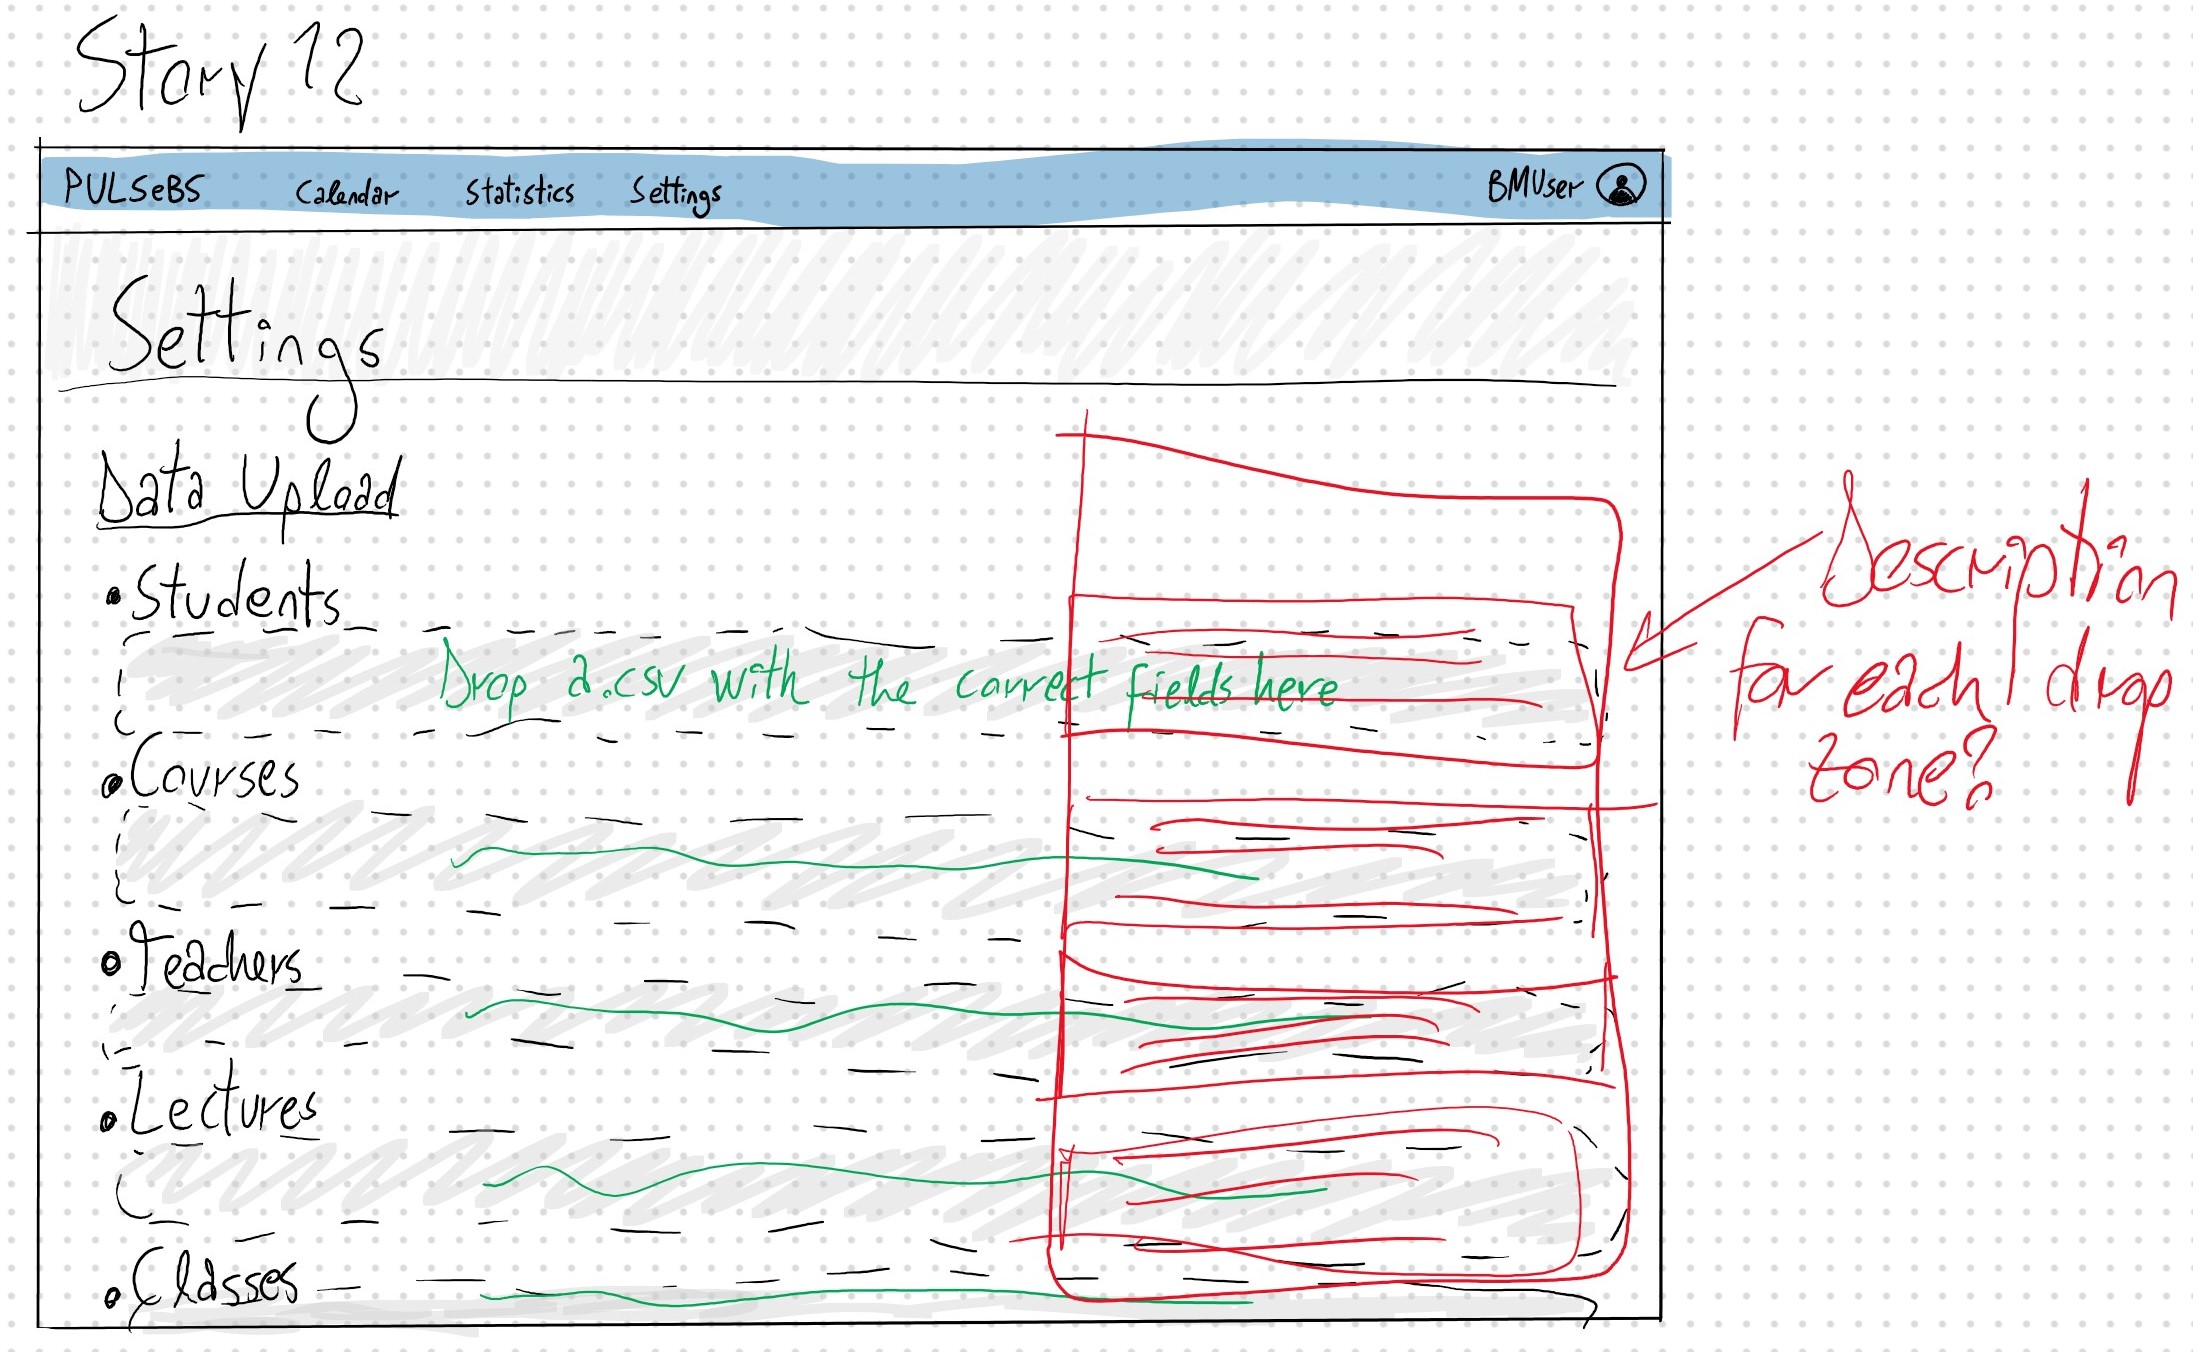 Story 12
PULSeBS Calendar Statistics Settings BMUser
Settings
Data Upload
Students
Drop a .csv with the correct fields here
Courses
Teachers
Lectures
Classes
Description
for each drop
zone?